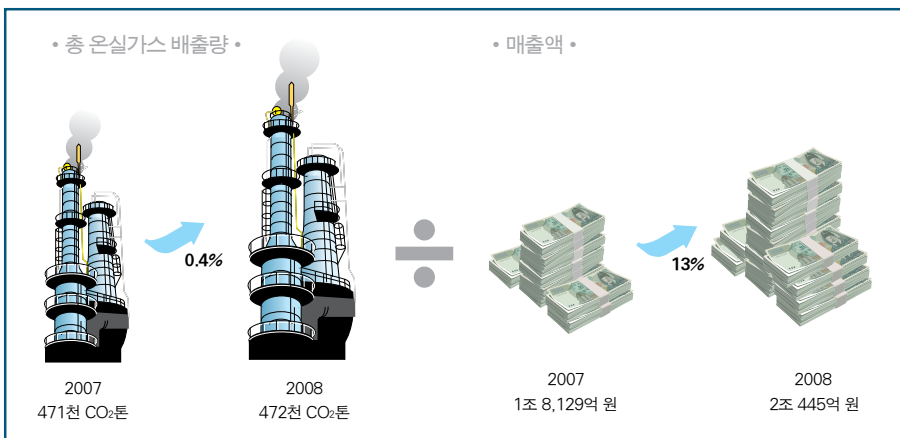 • 총 온실가스 배출량 •
0.4%
2007
471천 CO₂톤
2008
472천 CO₂톤
÷
• 매출액 •
13%
2007
1조 8,129억 원
2008
2조 445억 원